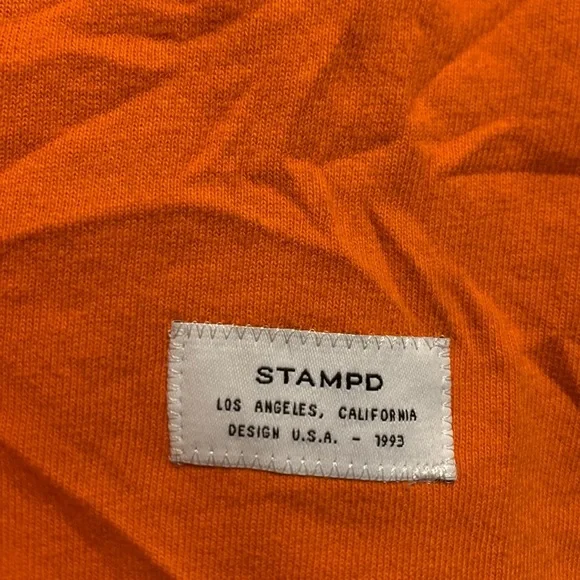 STAMPD
LOS ANGELES, CALIFORNIA
DESIGN U.S.A. - 1993